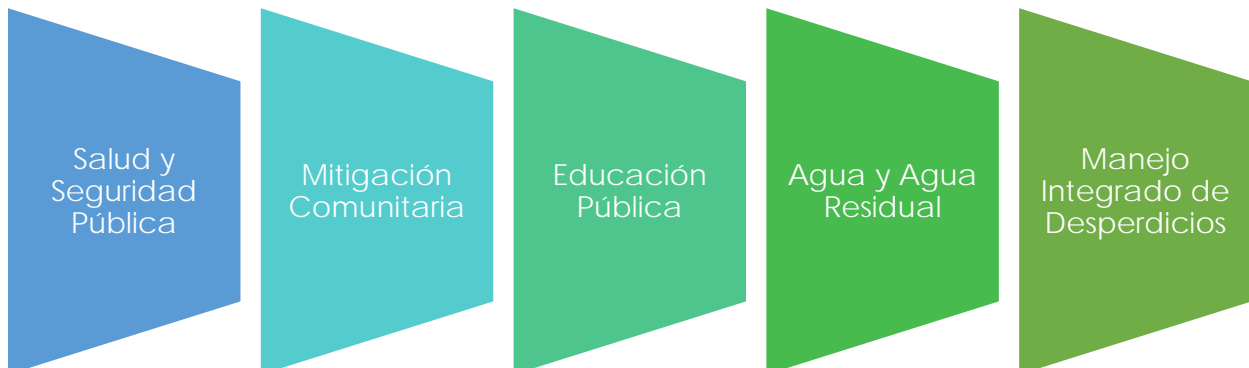 Salud y
Seguridad
Pública
Mitigación
Comunitaria
Educación
Pública
Agua y Agua
Residual
Manejo
Integrado de
Desperdicios